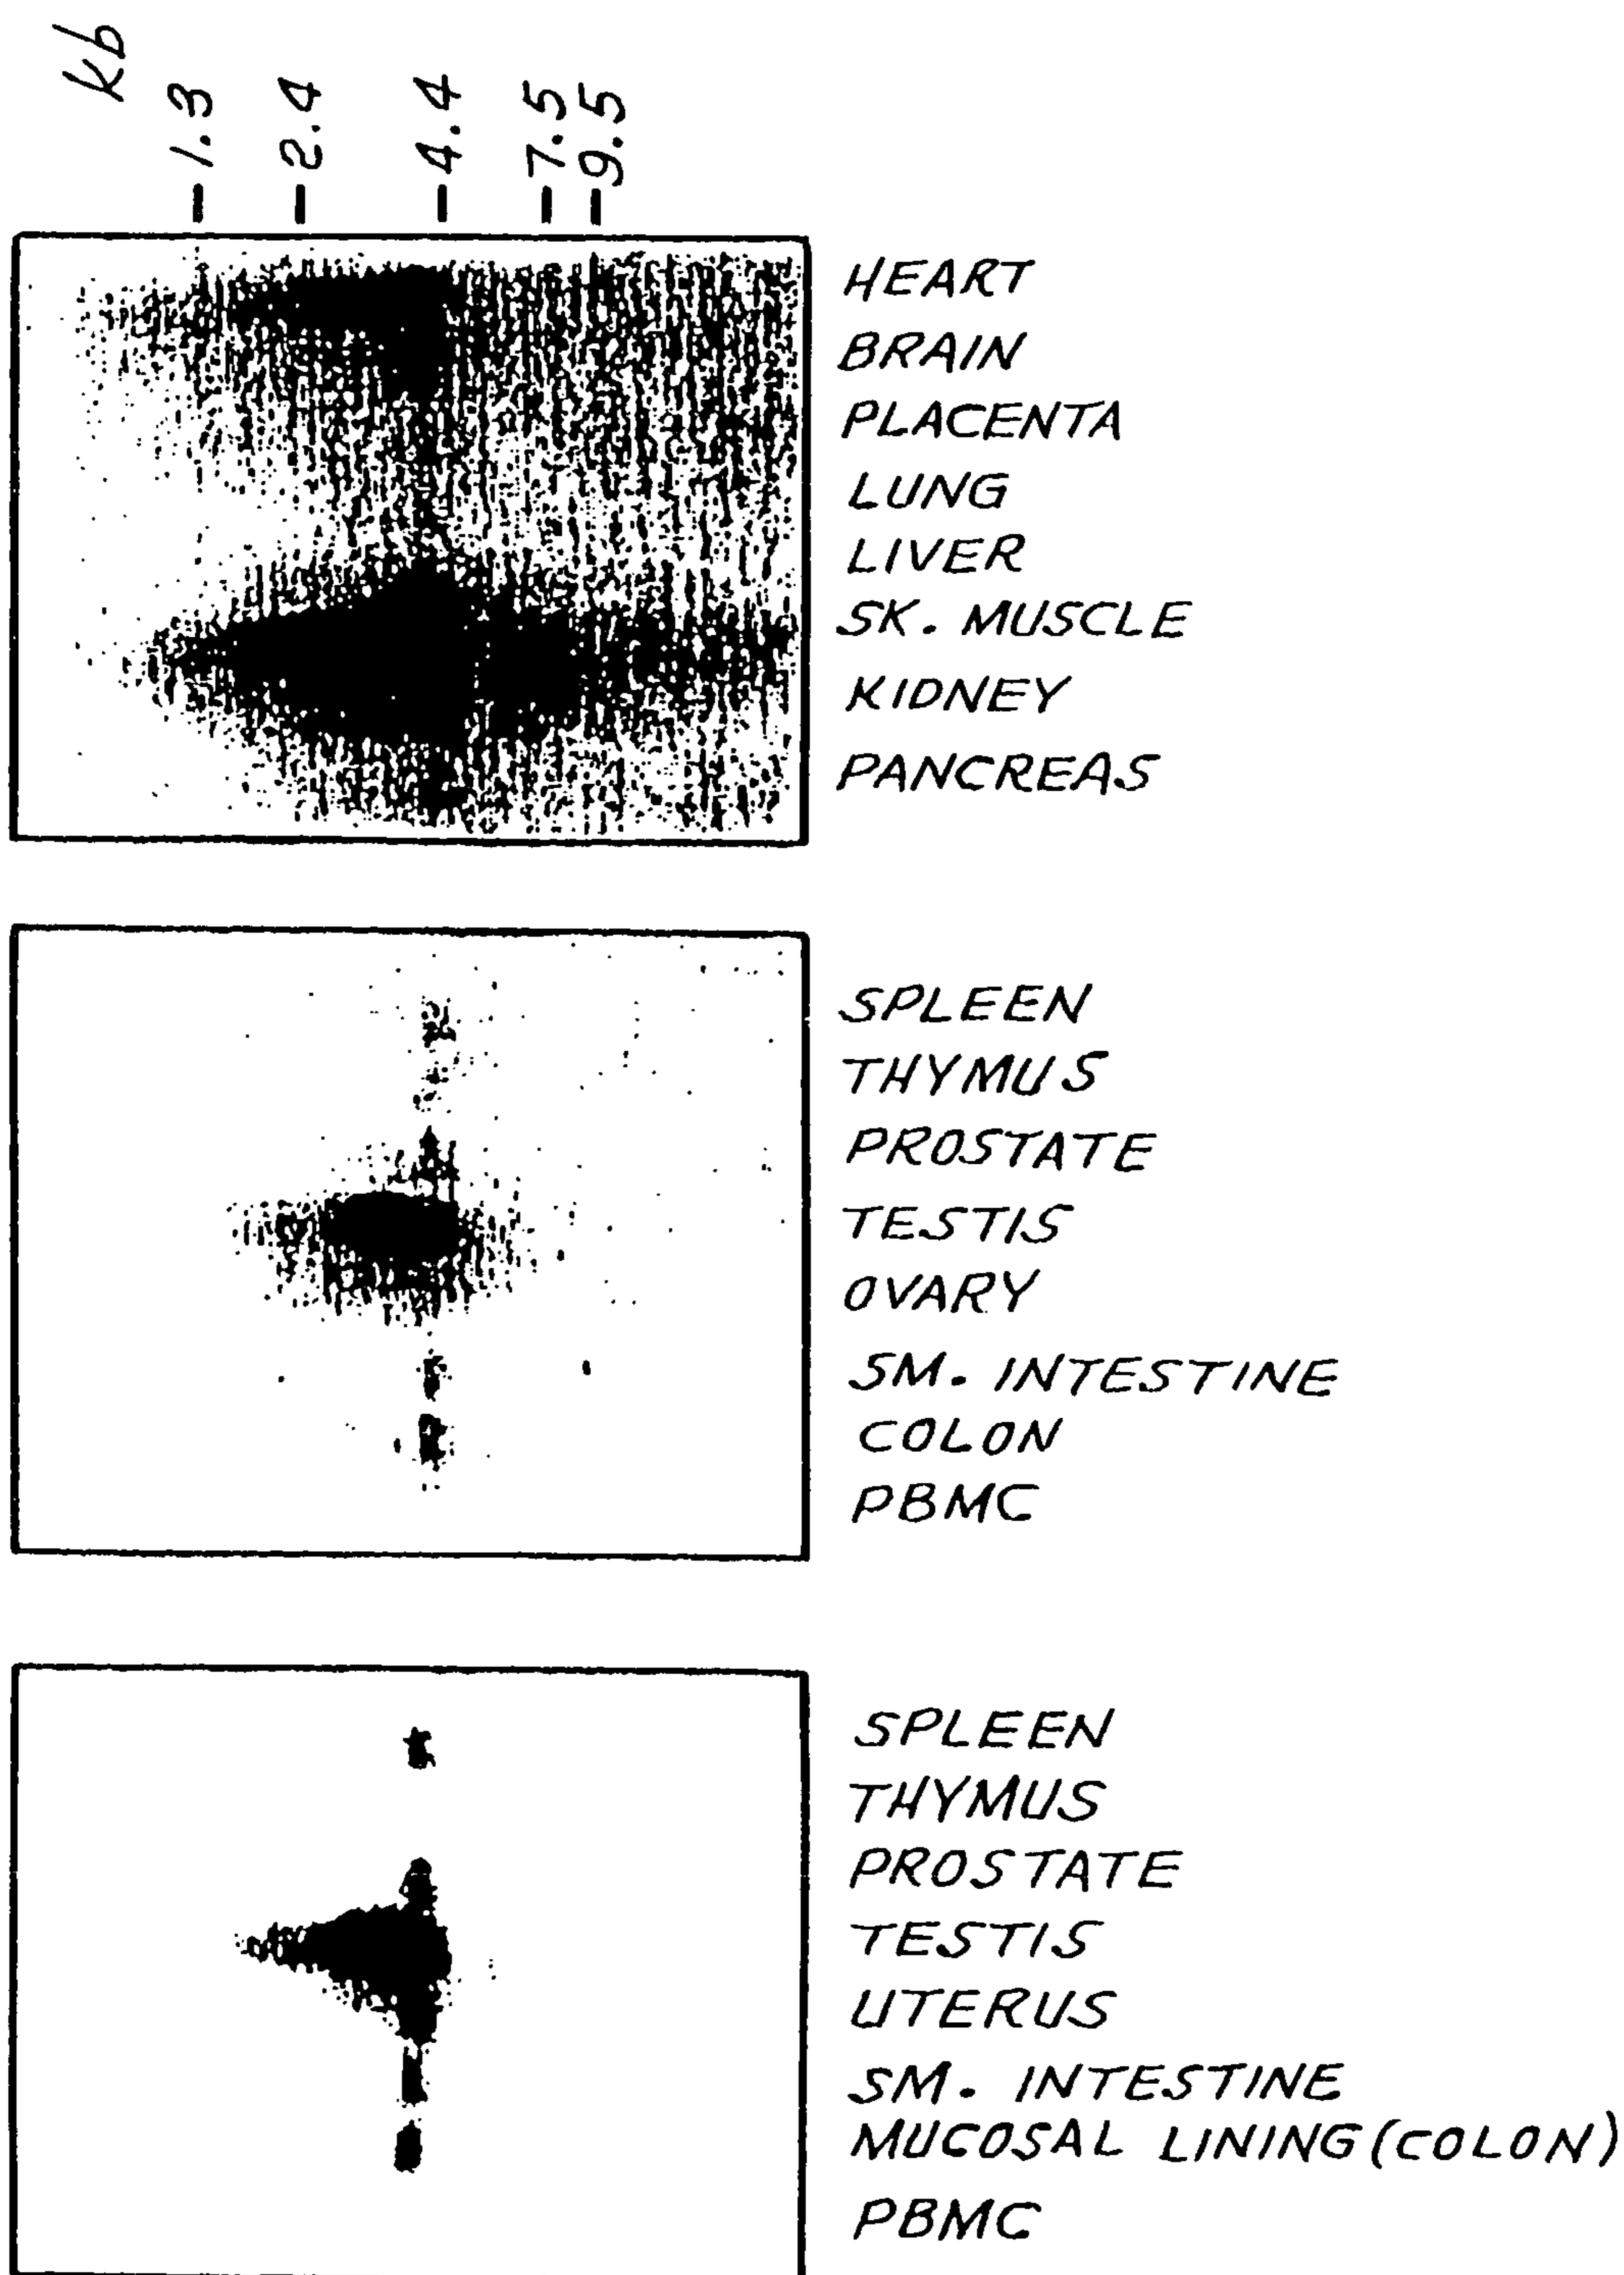 kb
-1.3
-2.4
-4.4
-7.5
-9.5
HEART
BRAIN
PLACENTA
LUNG
LIVER
SK. MUSCLE
KIDNEY
PANCREAS
SPLEEN
THYMUS
PROSTATE
TESTIS
OVARY
SM. INTESTINE
COLON
PBMC
SPLEEN
THYMUS
PROSTATE
TESTIS
UTERUS
SM. INTESTINE
MUCOSAL LINING (COLON)
PBMC